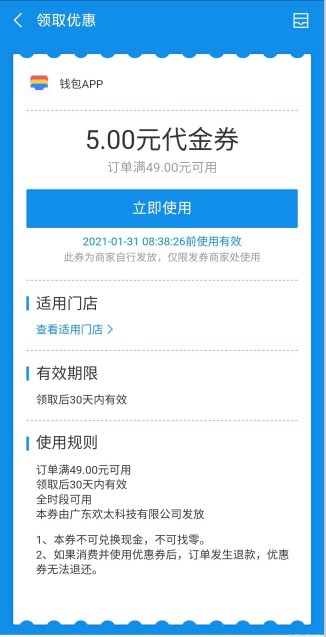 领取优惠
钱包APP
5.00元代金券
订单满49.00元可用
立即使用
2021-01-31 08:38:26前使用有效
此券为商家自行发放，仅限发券商家处使用
适用门店
查看适用门店
有效期限
领取后30天内有效
使用规则
订单满49.00元可用
领取后30天内有效
全时段可用
本券由广东欢太科技有限公司发放
1、本券不可兑换现金，不可找零。
2、如果消费并使用优惠券后，订单发生退款，优惠
券无法退还。